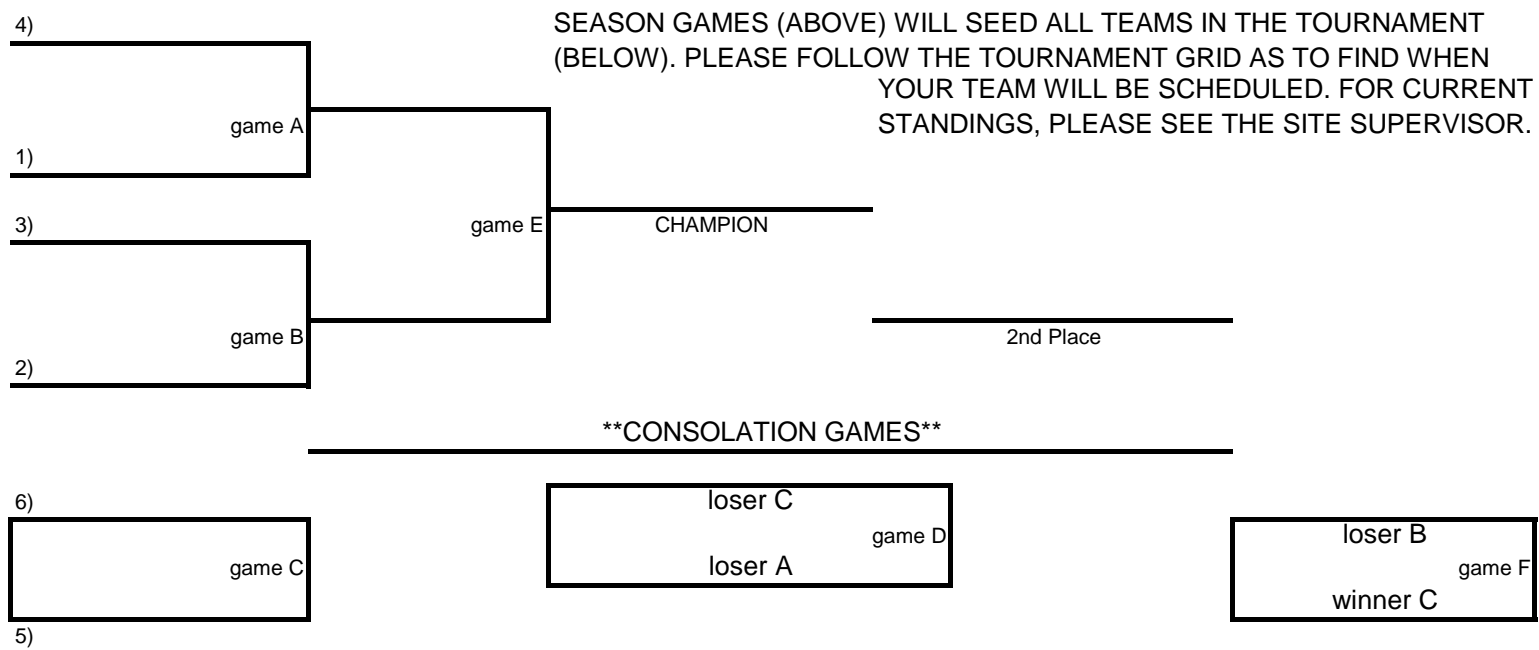 4)
SEASON GAMES (ABOVE) WILL SEED ALL TEAMS IN THE TOURNAMENT
(BELOW). PLEASE FOLLOW THE TOURNAMENT GRID AS TO FIND WHEN
YOUR TEAM WILL BE SCHEDULED. FOR CURRENT
STANDINGS, PLEASE SEE THE SITE SUPERVISOR.
game A
1)
3)
game E
CHAMPION
game B
2nd Place
2)
**CONSOLATION GAMES**
6)
loser C
game D
loser B
game C
loser A
game F
winner C
5)